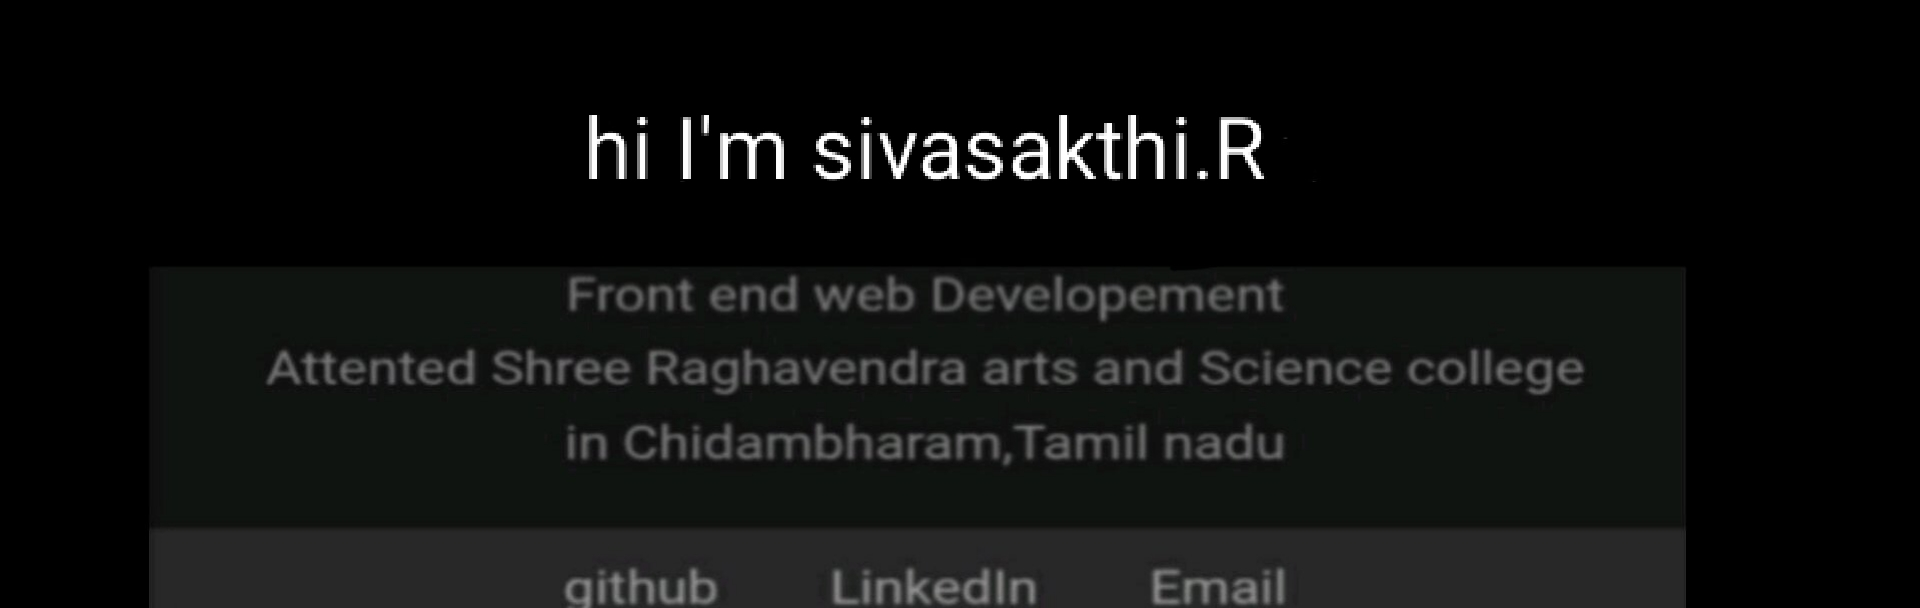 hi I'm sivasakthi.R
Front end web Developement
Attented Shree Raghavendra arts and Science college
in Chidambharam,Tamil nadu
github LinkedIn Email